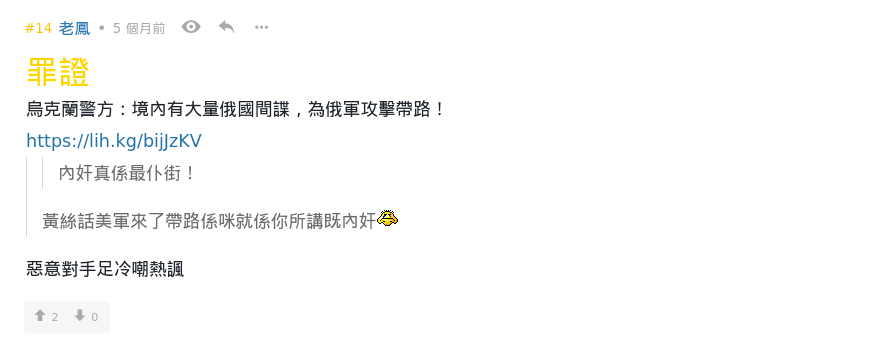 #14 老鳳 • 5 個月前
罪證
烏克蘭警方：境內有大量俄國間諜，為俄軍攻擊帶路！
https://lih.kg/bijJzKV
內奸真係最仆街！
黃絲話美軍來了帶路係咪就係你所講既內奸
惡意對手足冷嘲熱諷
2 0